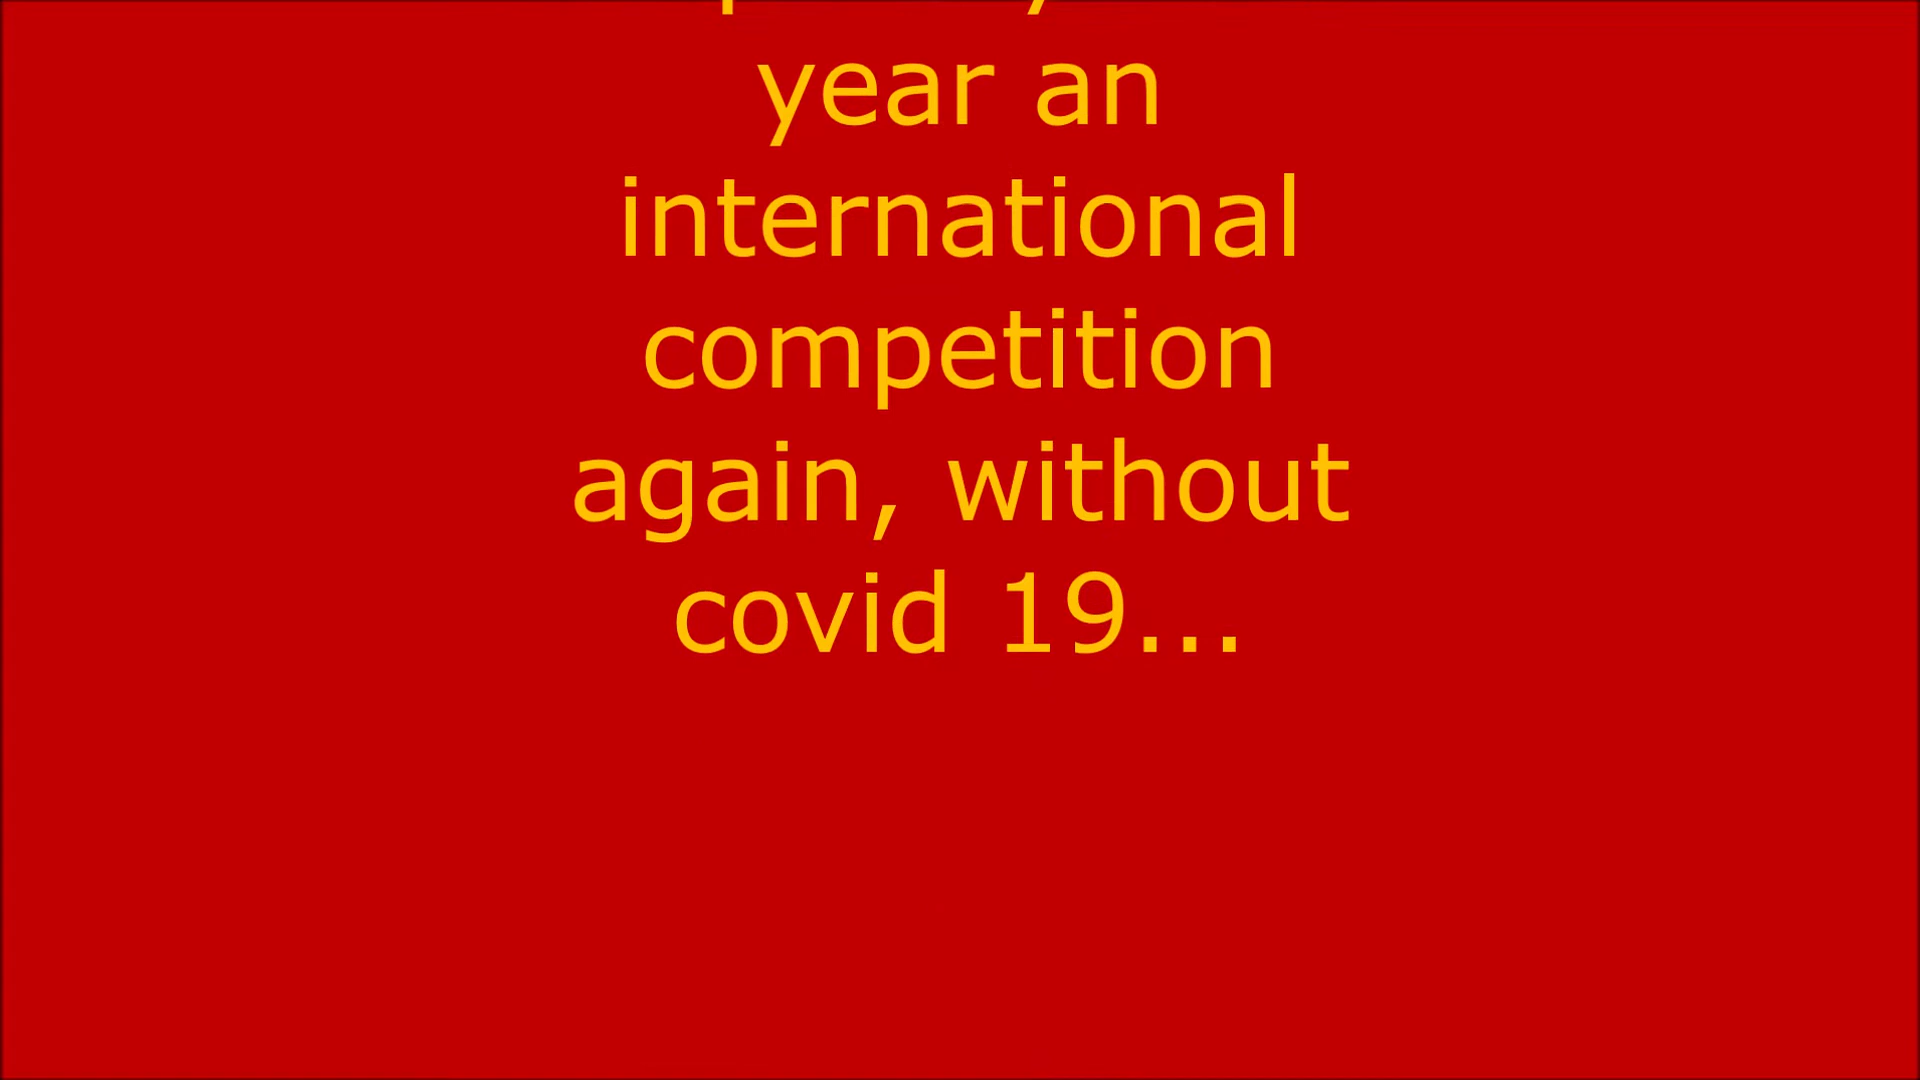 year an
international
competition
again, without
covid 19...